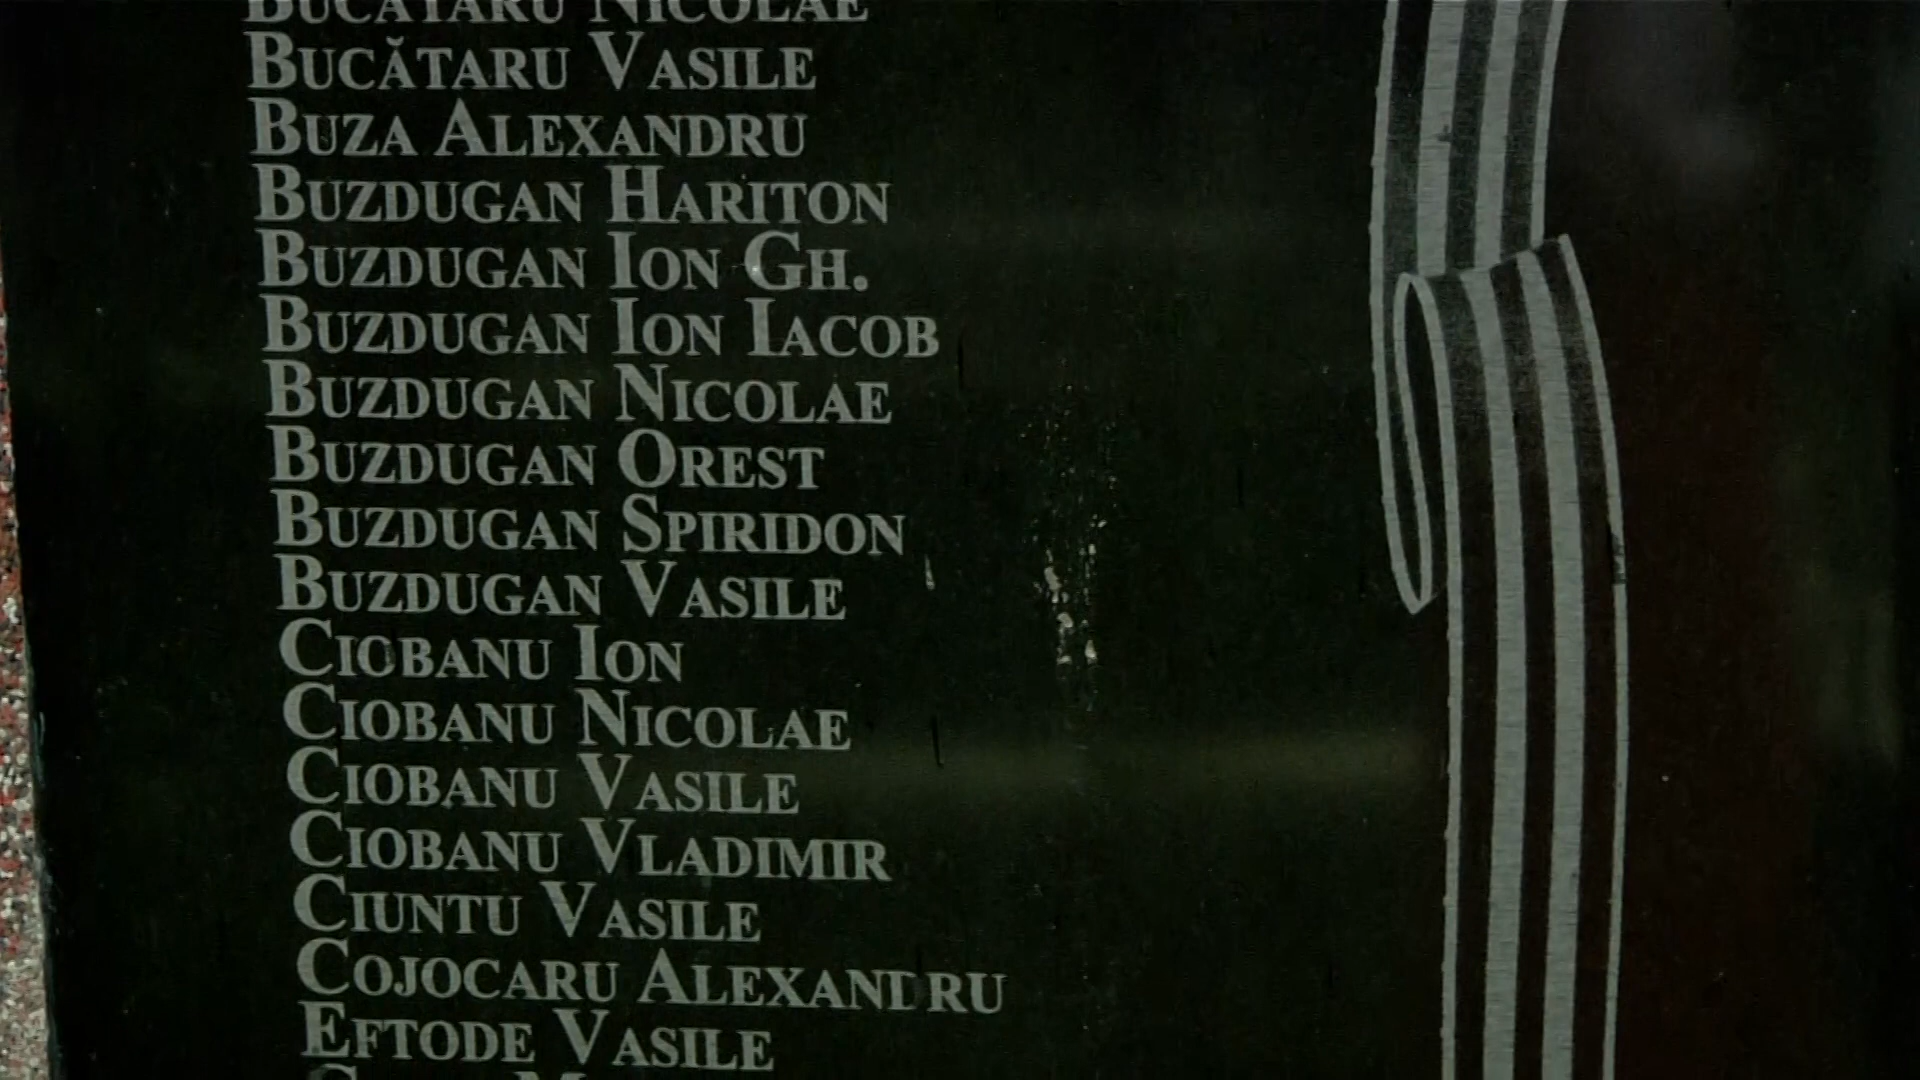 BUCĂTARU NICOLAE
BUCĂTARU VASILE
BUZA ALEXANDRU
BUZDUGAN HARITON
BUZDUGAN ION GH.
BUZDUGAN ION IACOB
BUZDUGAN NICOLAE
BUZDUGAN OREST
BUZDUGAN SPIRIDON
BUZDUGAN VASILE
CIOBANU ION
CIOBANU NICOLAE
CIOBANU VASILE
CIOBANU VLADIMIR
CIUNTU VASILE
COJOCARU ALEXANDRU
EFTODE VASILE